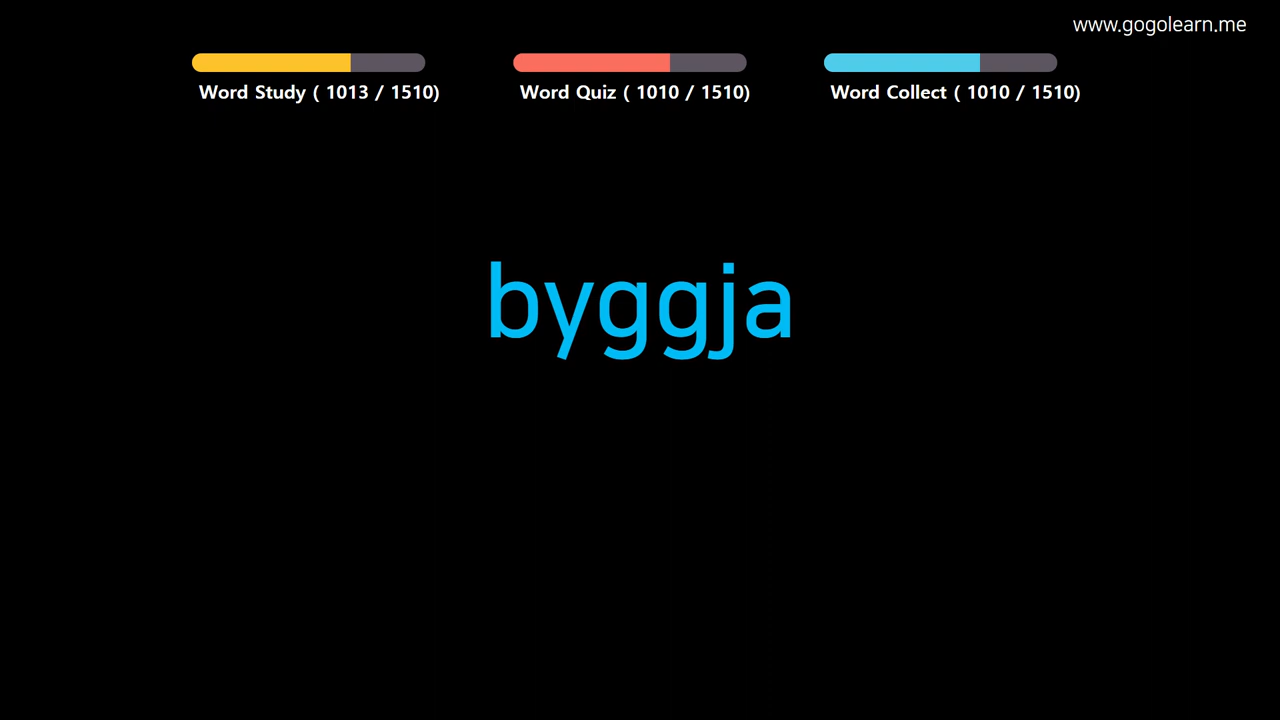 www.gogolearn.me
Word Study ( 1013 / 1510)
Word Quiz ( 1010 / 1510)
Word Collect ( 1010 / 1510)
byggja